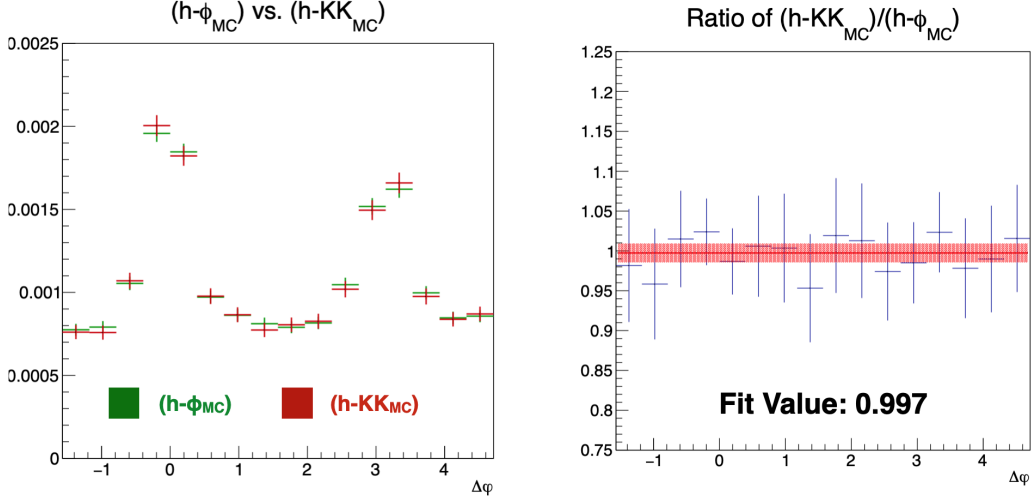 (h-ϕMC) vs. (h-KKMC)
0.0025
0.002
0.0015
0.001
0.0005
0
−1 0 1 2 3 4
Δφ
(h-ϕMC) (h-KKMC)
Ratio of (h-KKMC)/(h-ϕMC)
1.25
1.2
1.15
1.1
1.05
1
0.95
0.9
0.85
0.8
0.75
−1 0 1 2 3 4
Δφ
Fit Value: 0.997